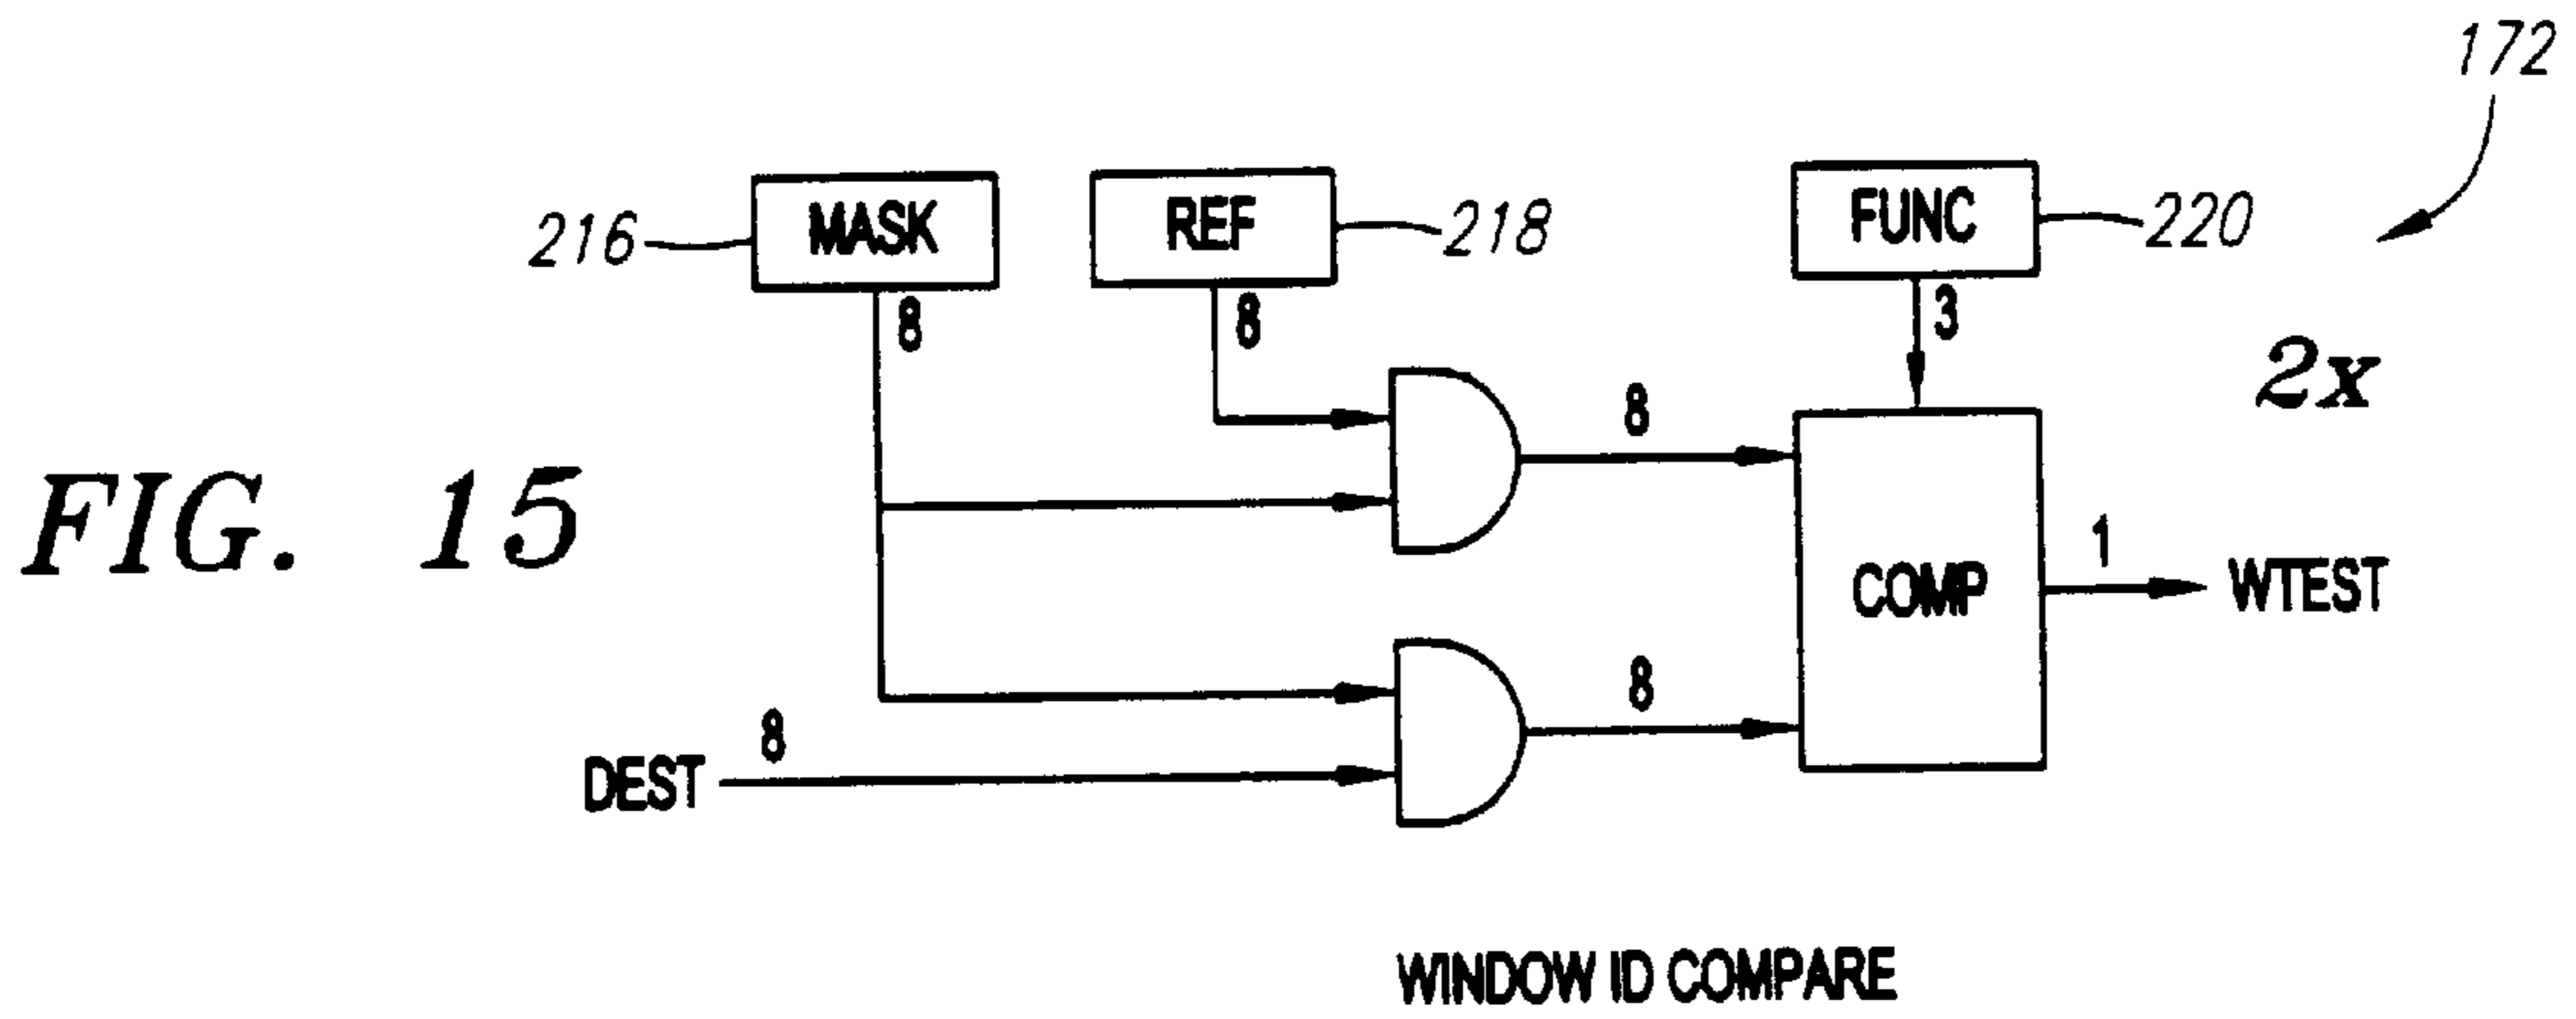 172
216 MASK REF 218 FUNC 220
8 8 3
2x
8
FIG. 15
COMP
1
WTEST
8
8
DEST
WINDOW ID COMPARE